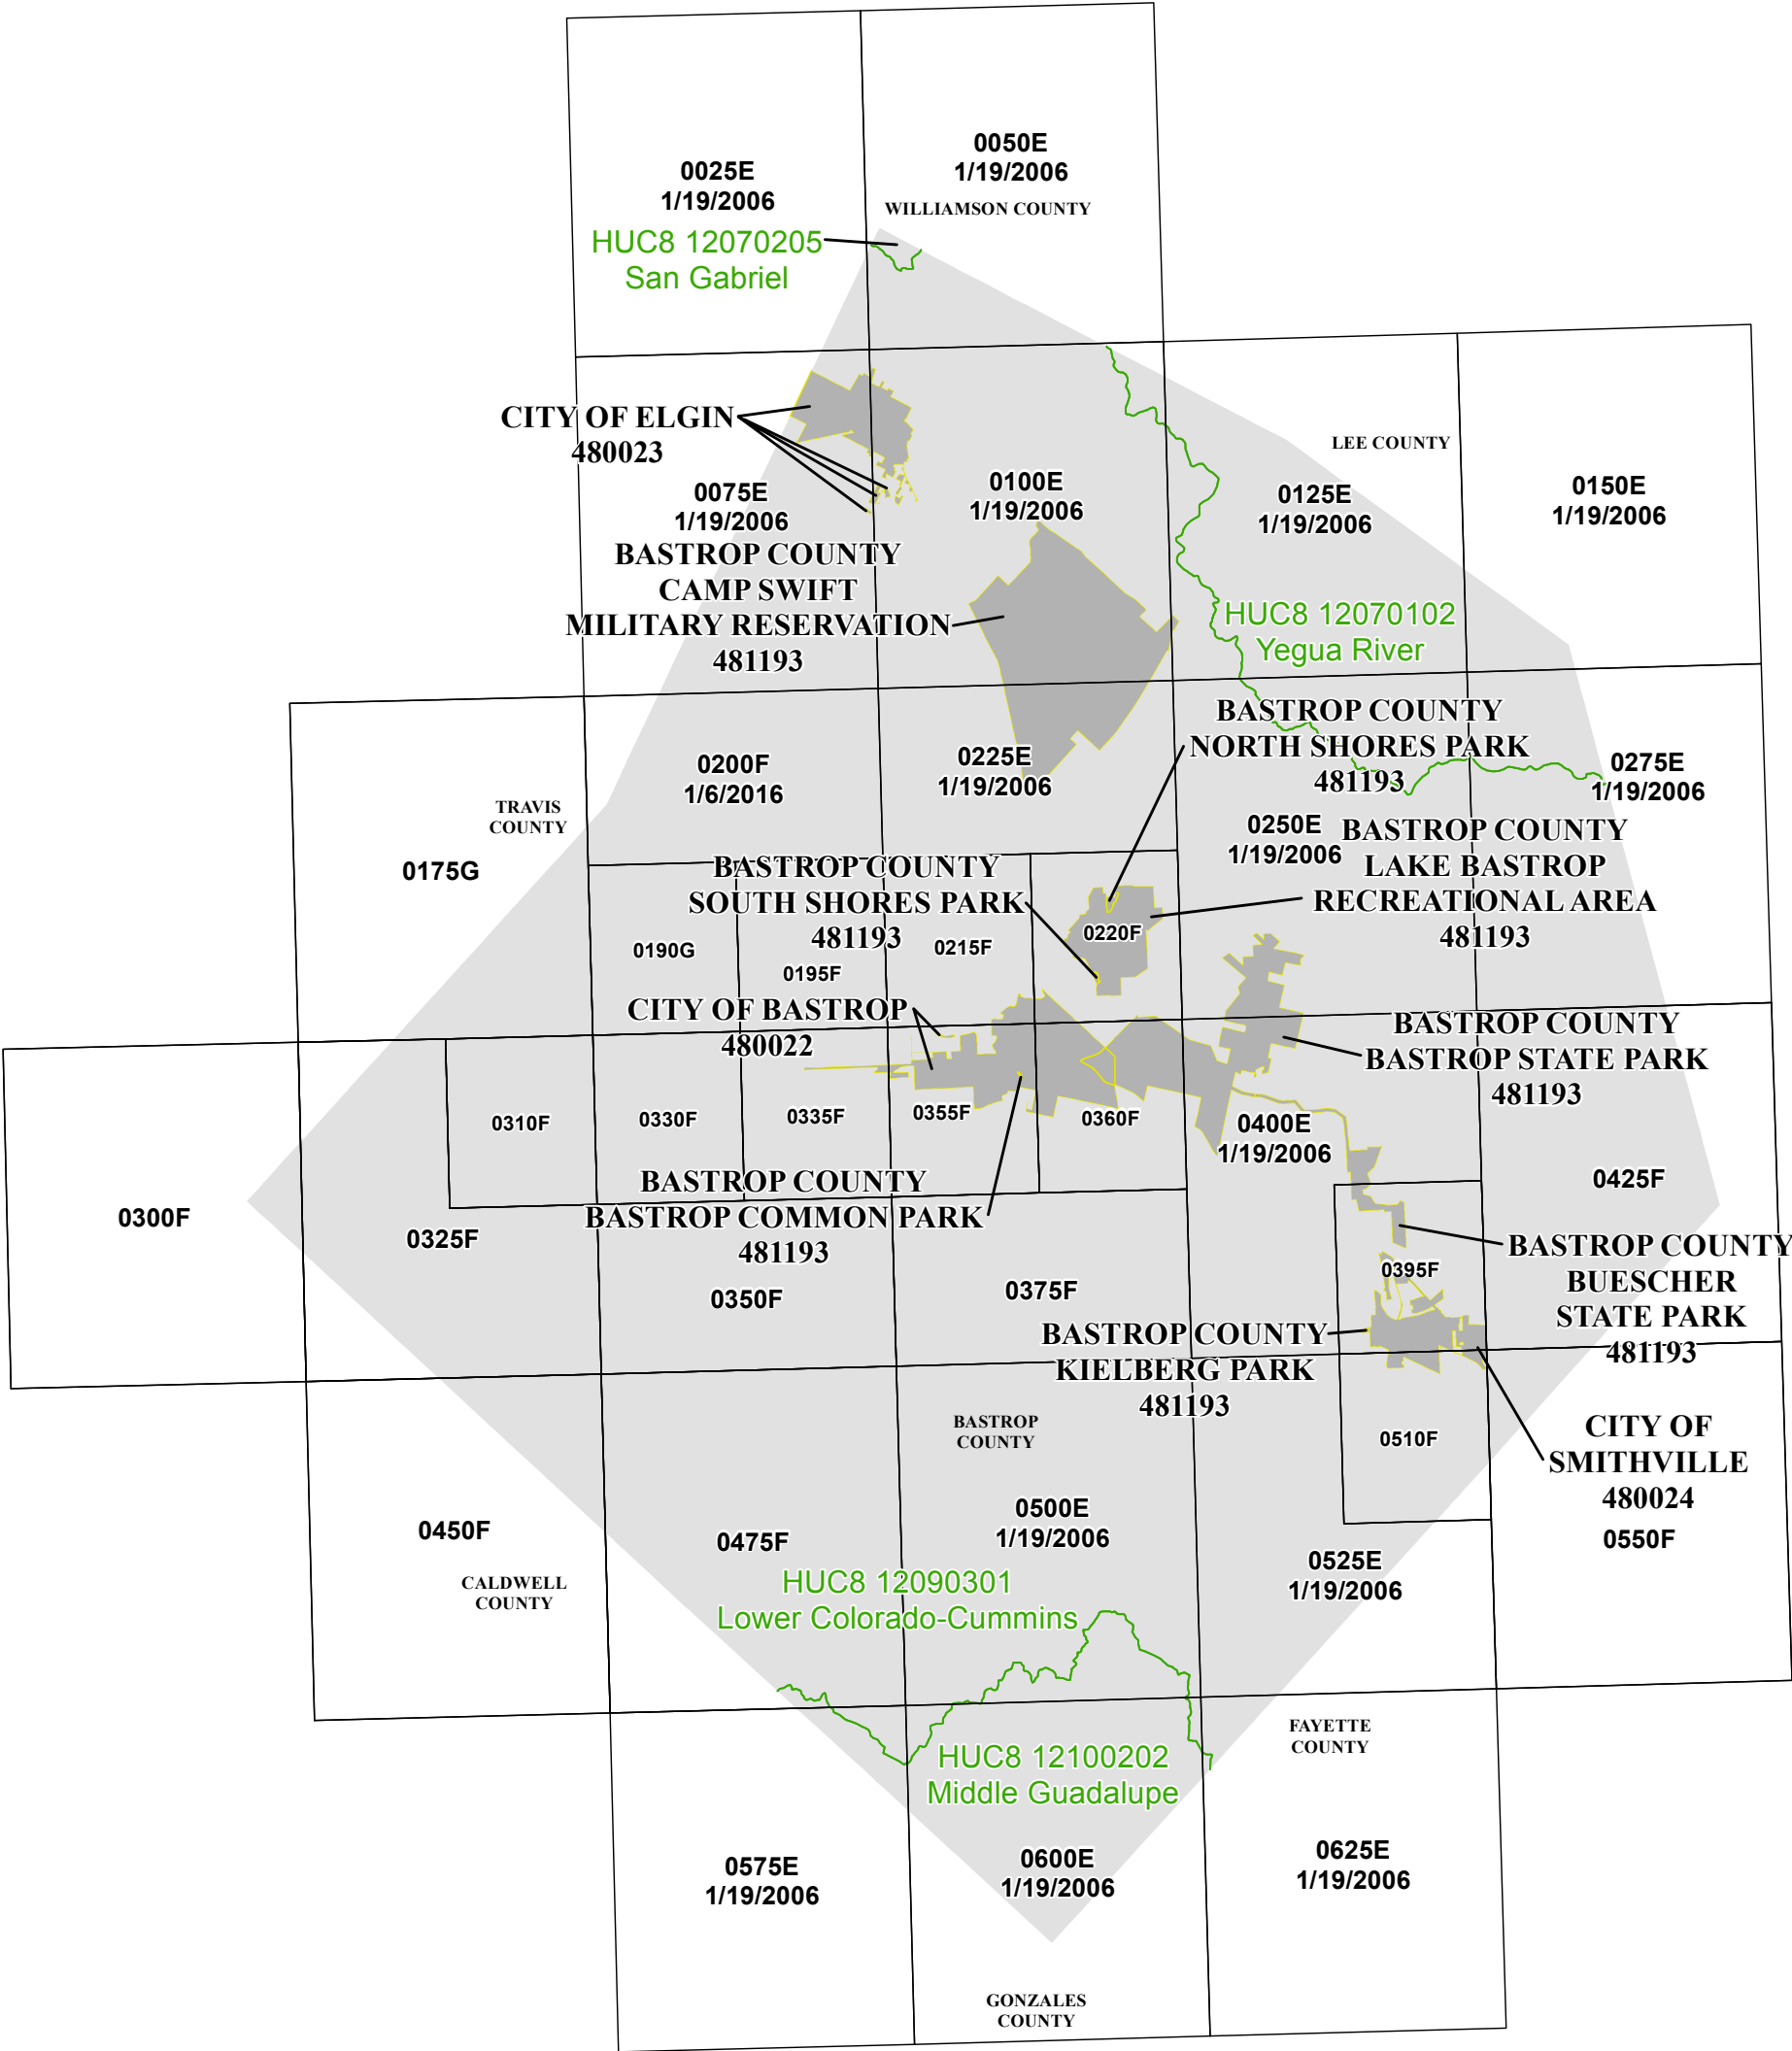 0050E
1/19/2006
0025E
1/19/2006
WILLIAMSON COUNTY
HUC8 12070205
San Gabriel
CITY OF ELGIN
480023
LEE COUNTY
0075E
1/19/2006
0100E
1/19/2006
0125E
1/19/2006
0150E
1/19/2006
BASTROP COUNTY
CAMP SWIFT
MILITARY RESERVATION
481193
HUC8 12070102
Yegua River
BASTROP COUNTY
NORTH SHORES PARK
481193
0200F
1/6/2016
0225E
1/19/2006
0275E
1/19/2006
TRAVIS
COUNTY
0175G
0250E
1/19/2006
BASTROP COUNTY
LAKE BASTROP
RECREATIONAL AREA
481193
BASTROP COUNTY
SOUTH SHORES PARK
481193
0190G
0195F
0215F
0220F
CITY OF BASTROP
480022
BASTROP COUNTY
BASTROP STATE PARK
481193
0310F
0330F
0335F
0355F
0360F
0400E
1/19/2006
0425F
BASTROP COUNTY
BASTROP COMMON PARK
481193
0300F
0325F
0350F
0375F
0395F
BASTROP COUNTY
BUESCHER
STATE PARK
481193
BASTROP COUNTY
KIELBERG PARK
481193
BASTROP
COUNTY
0510F
CITY OF
SMITHVILLE
480024
0550F
0450F
0475F
0500E
1/19/2006
0525E
1/19/2006
CALDWELL
COUNTY
HUC8 12090301
Lower Colorado-Cummins
FAYETTE
COUNTY
HUC8 12100202
Middle Guadalupe
0575E
1/19/2006
0600E
1/19/2006
0625E
1/19/2006
GONZALES
COUNTY